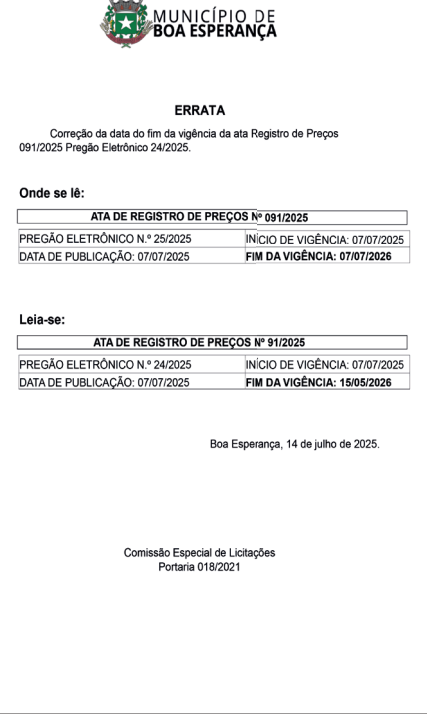 MUNICÍPIO DE
BOA ESPERANÇA
ERRATA
Correção da data do fim da vigência da ata Registro de Preços
091/2025 Pregão Eletrônico 24/2025.
Onde se lê:
ATA DE REGISTRO DE PREÇOS Nº 091/2025
PREGÃO ELETRÔNICO N.º 25/2025 INÍCIO DE VIGÊNCIA: 07/07/2025
DATA DE PUBLICAÇÃO: 07/07/2025 FIM DA VIGÊNCIA: 07/07/2026
Leia-se:
ATA DE REGISTRO DE PREÇOS Nº 91/2025
PREGÃO ELETRÔNICO N.º 24/2025 INÍCIO DE VIGÊNCIA: 07/07/2025
DATA DE PUBLICAÇÃO: 07/07/2025 FIM DA VIGÊNCIA: 15/05/2026
Boa Esperança, 14 de julho de 2025.
Comissão Especial de Licitações
Portaria 018/2021